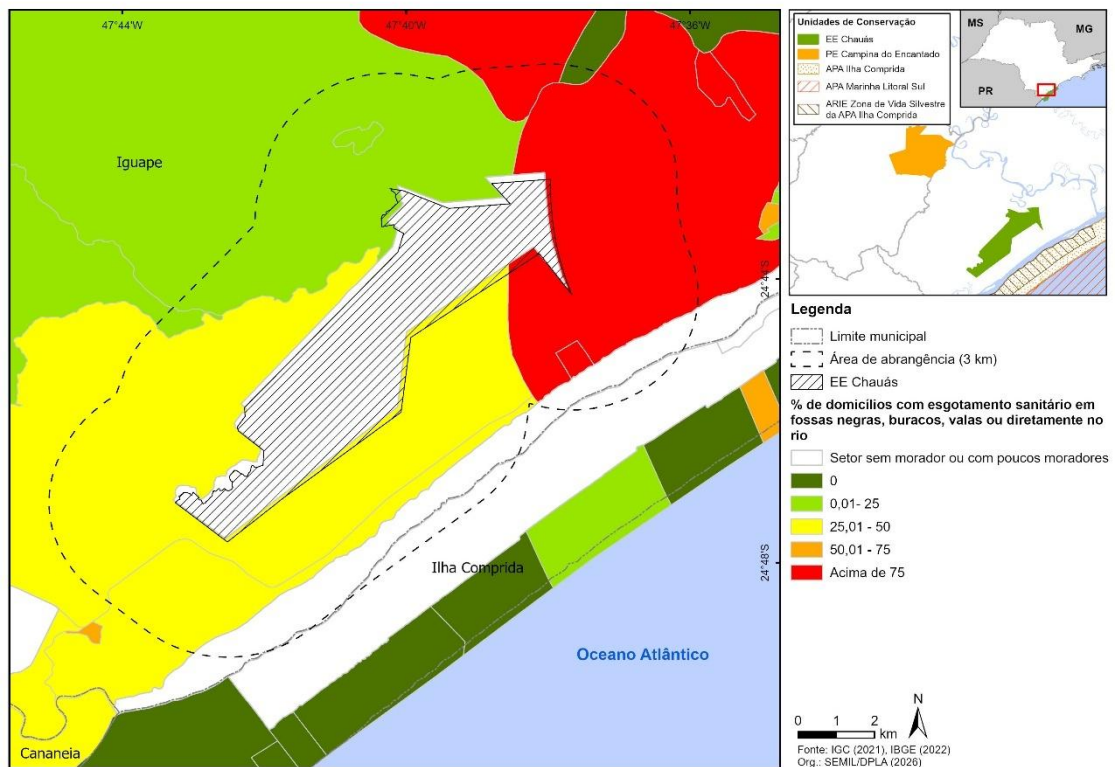 47°44'W
47°40'W
47°36'W
Iguape
24°44'S
24°48'S
Ilha Comprida
Oceano Atlântico
Cananeia
Unidades de Conservação
EE Chauás
PE Campina do Encantado
APA Ilha Comprida
APA Marinha Litoral Sul
ARIE Zona de Vida Silvestre
da APA Ilha Comprida
MS
MG
PR
Legenda
Limite municipal
Área de abrangência (3 km)
EE Chauás
% de domicílios com esgotamento sanitário em
fossas negras, buracos, valas ou diretamente no
rio
Setor sem morador ou com poucos moradores
0
0,01- 25
25,01 - 50
50,01 - 75
Acima de 75
N
0 1 2
km
Fonte: IGC (2021), IBGE (2022)
Org.: SEMIL/DPLA (2026)